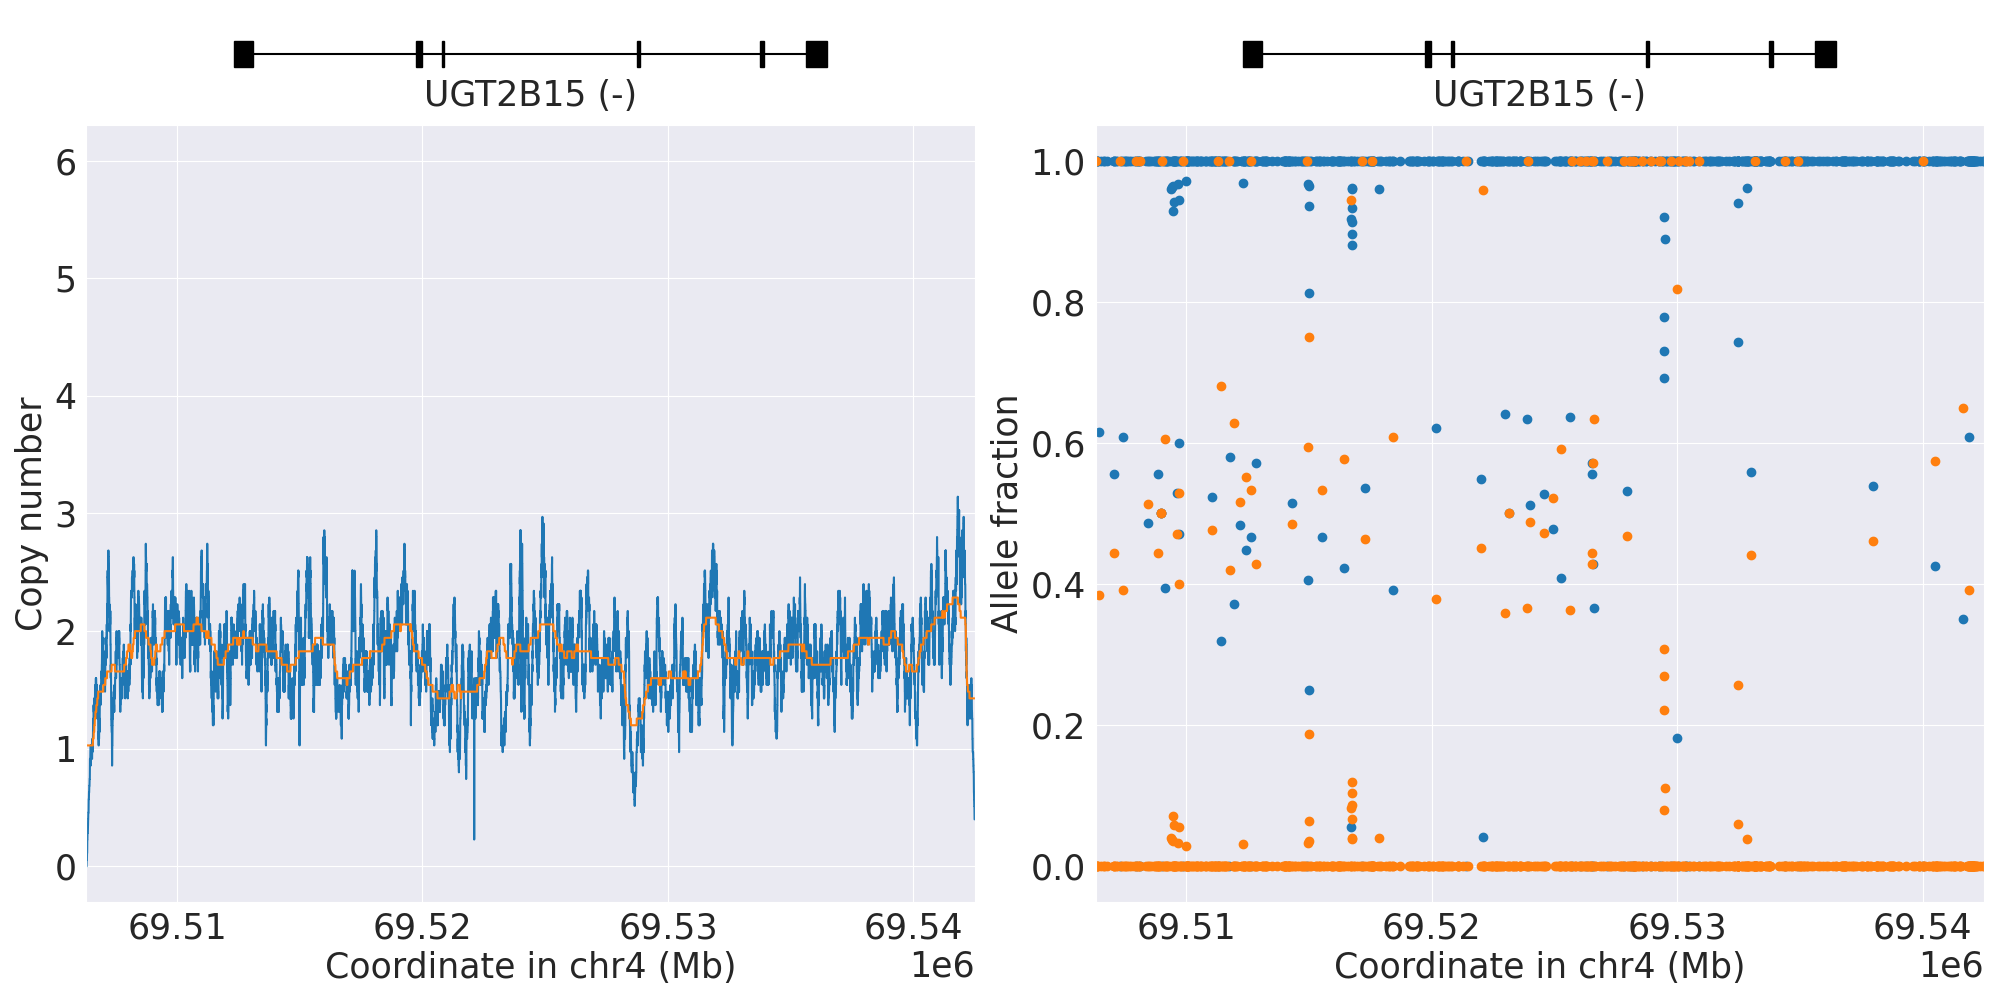 UGT2B15 (-)
UGT2B15 (-)
Copy number
6
5
4
3
2
1
0
69.51
69.52
69.53
69.54
Coordinate in chr4 (Mb)
1e6
Allele fraction
1.0
0.8
0.6
0.4
0.2
0.0
69.51
69.52
69.53
69.54
Coordinate in chr4 (Mb)
1e6